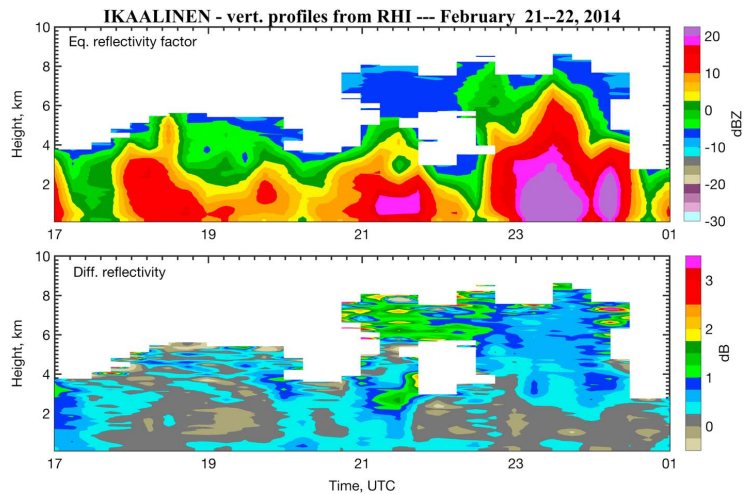 IKAALINEN - vert. profiles from RHI --- February 21--22, 2014
Eq. reflectivity factor
Height, km
10
8
6
4
2
17 19 21 23 01
20
10
0
-10
-20
-30
dBZ
Diff. reflectivity
Height, km
10
8
6
4
2
17 19 21 23 01
Time, UTC
3
2
1
0
dB